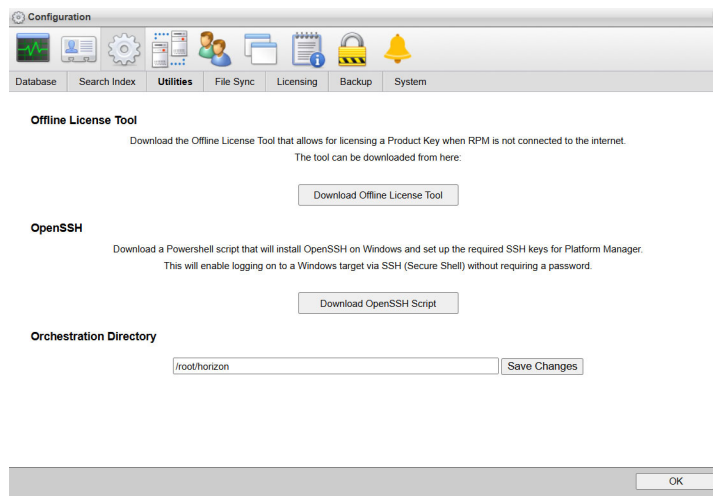 Configuration
Database Search Index Utilities File Sync Licensing Backup System
Offline License Tool
Download the Offline License Tool that allows for licensing a Product Key when RPM is not connected to the internet.
The tool can be downloaded from here:
Download Offline License Tool
OpenSSH
Download a Powershell script that will install OpenSSH on Windows and set up the required SSH keys for Platform Manager.
This will enable logging on to a Windows target via SSH (Secure Shell) without requiring a password.
Download OpenSSH Script
Orchestration Directory
/root/horizon Save Changes
OK